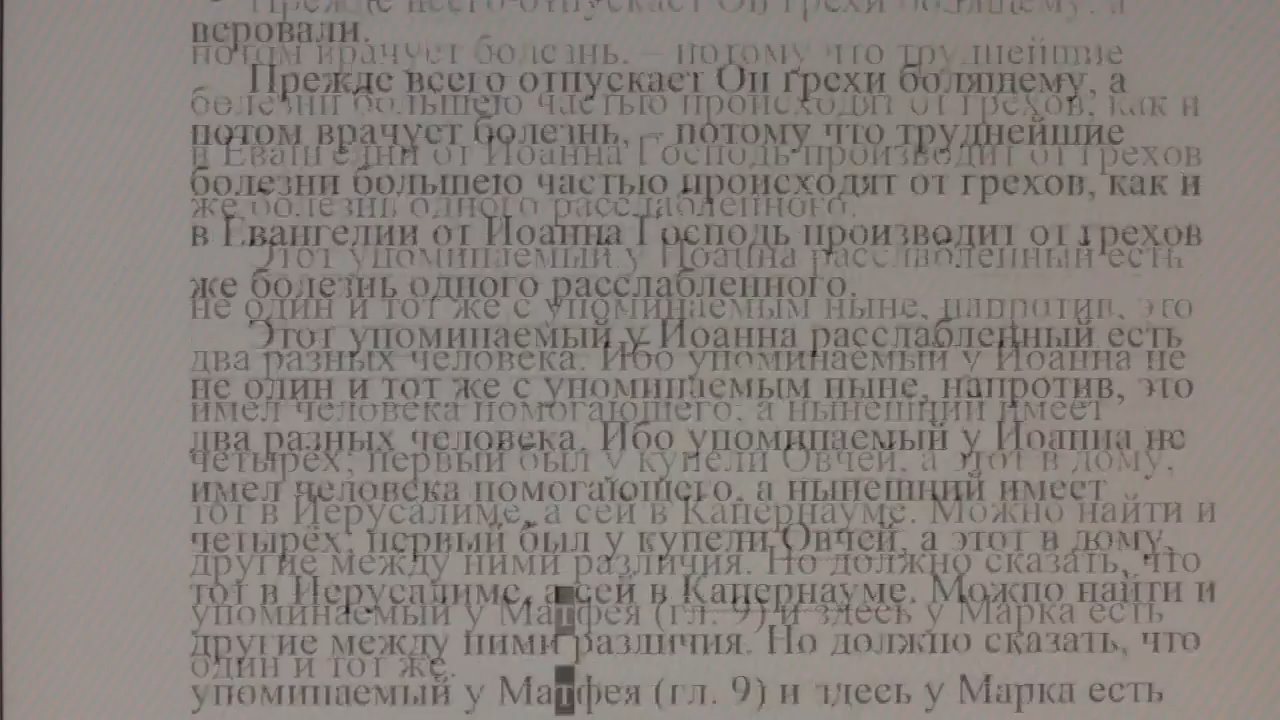 веровали.
Прежде всего отпускает Он грехи болящему, а
потом врачует болезнь, – потому что труднейшие
болезни большею частью происходят от грехов, как и
в Евангелии от Иоанна Господь производит от грехов
же болезнь одного расслабленного.
Этот упоминаемый у Иоанна расслабленный есть
не один и тот же с упоминаемым ныне, напротив, это
два разных человека. Ибо упоминаемый у Иоанна не
имел человека помогающего, а нынешний имеет
четырёх; первый был у купели Овчей, а этот в дому,
тот в Иерусалиме, а сей в Капернауме. Можно найти и
другие между ними различия. Но должно сказать, что
упоминаемый у Матфея (гл. 9) и здесь у Марка есть
один и тот же.